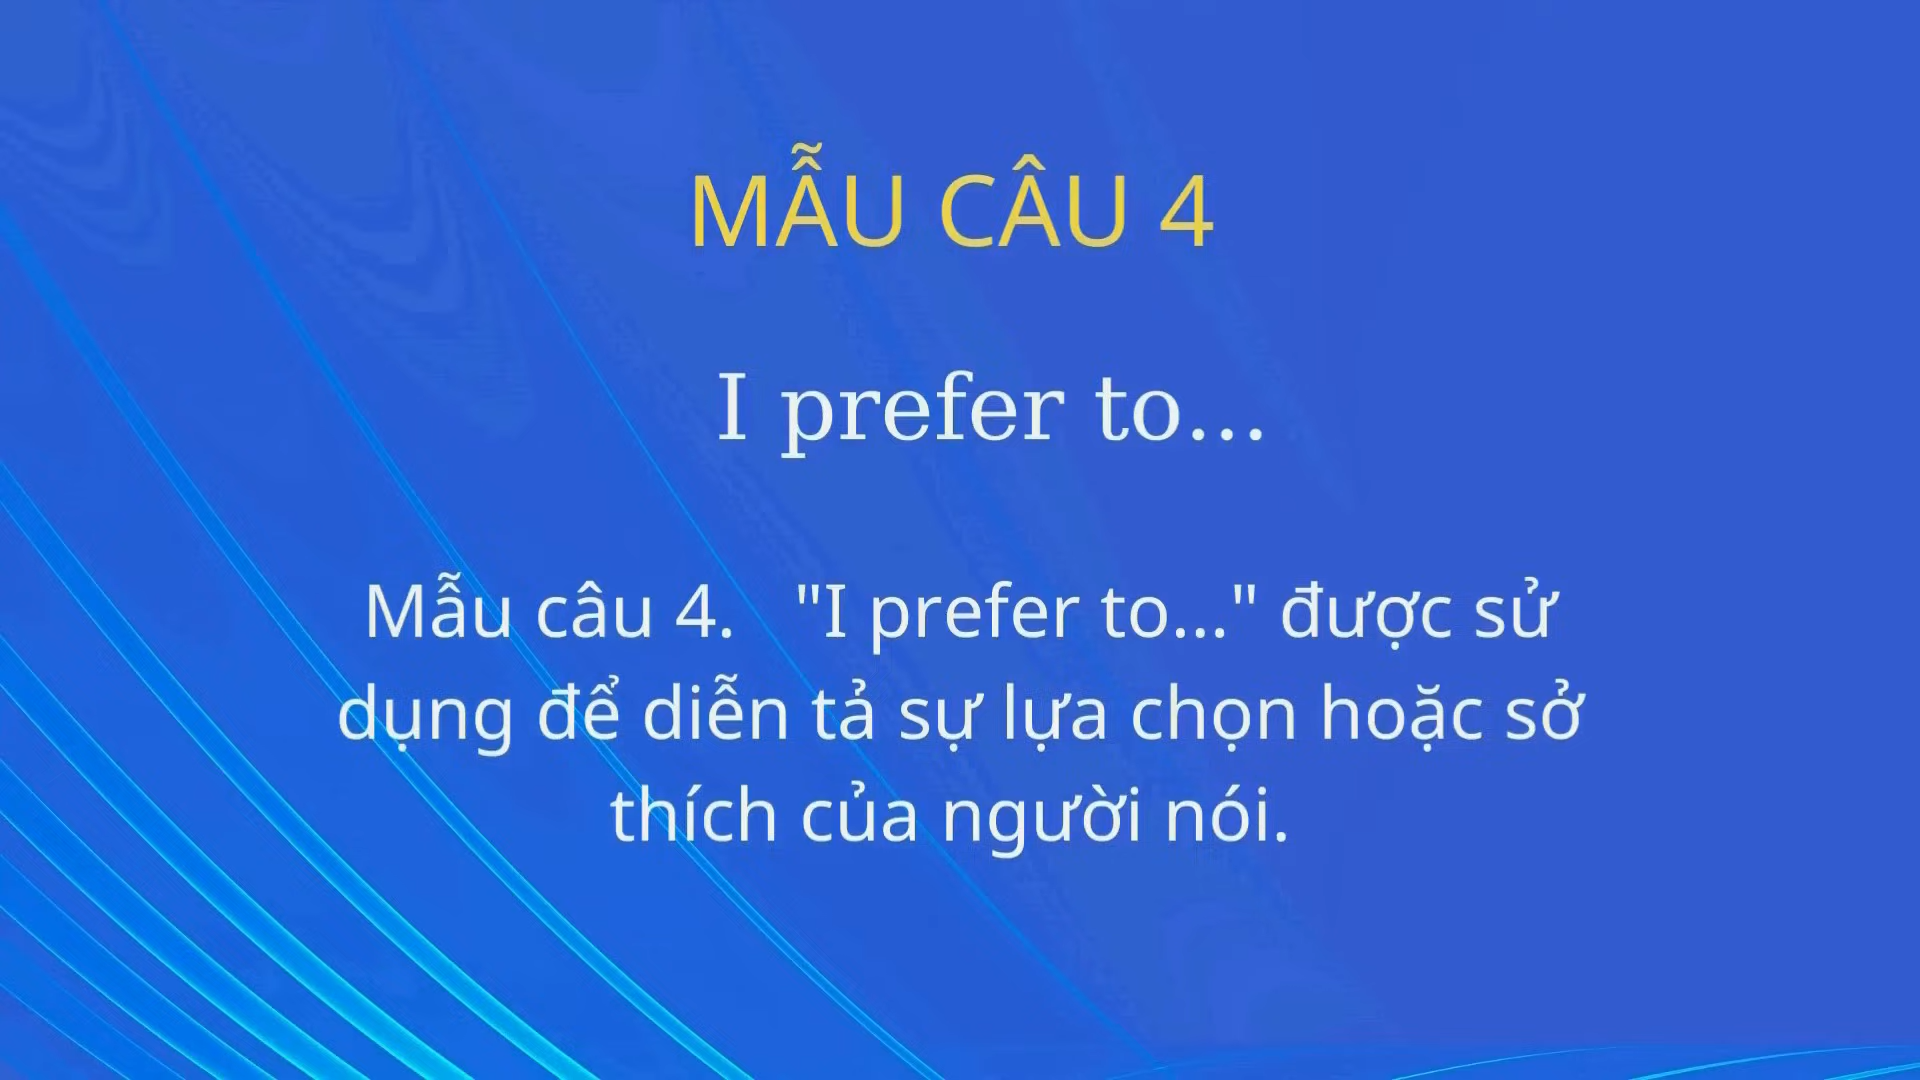 MẪU CÂU 4
I prefer to...
Mẫu câu 4.   "I prefer to..." được sử
dụng để diễn tả sự lựa chọn hoặc sở
thích của người nói.